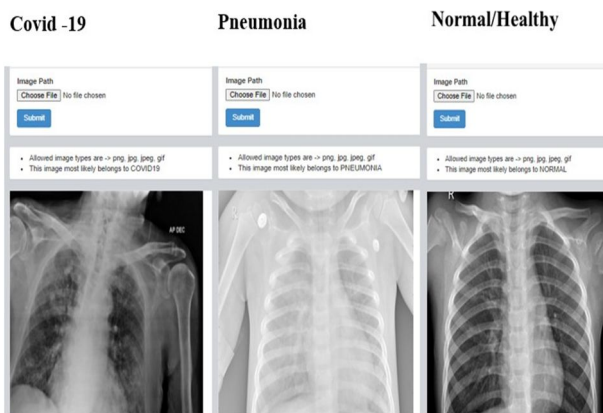 Covid -19
Pneumonia
Normal/Healthy
Image Path
Choose File No file chosen
Submit
Allowed image types are -> png, jpg, jpeg, gif
This image most likely belongs to COVID19
AP DEC
Image Path
Choose File No file chosen
Submit
Allowed image types are -> png, jpg, jpeg, gif
This image most likely belongs to PNEUMONIA
Image Path
Choose File No file chosen
Submit
Allowed image types are -> png, jpg, jpeg, gif
This image most likely belongs to NORMAL
R